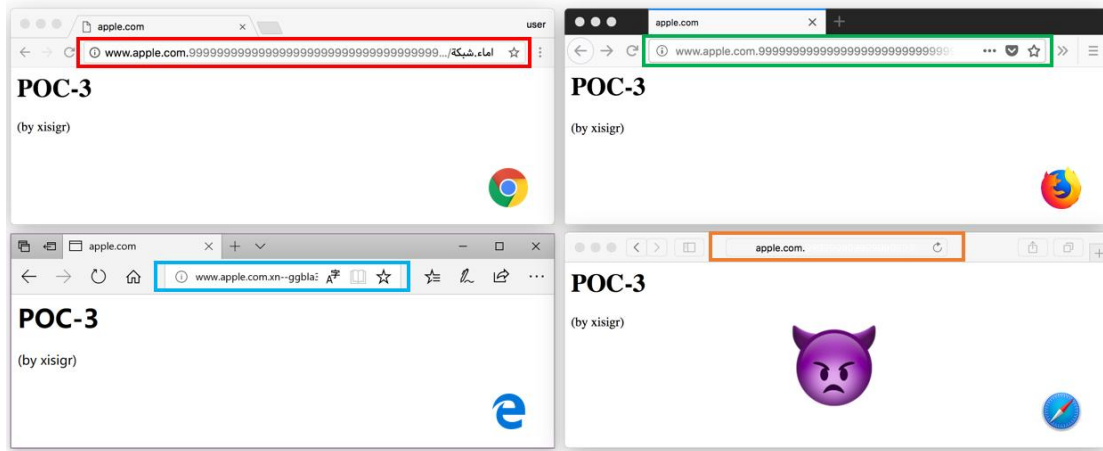 apple.com
user
www.apple.com.9999999999999999999999999999999999999.../اماء.شبكة
POC-3
(by xisigr)
apple.com
www.apple.com.9999999999999999999999999999
POC-3
(by xisigr)
apple.com
www.apple.com.xn--ggbla
POC-3
(by xisigr)
apple.com.
POC-3
(by xisigr)